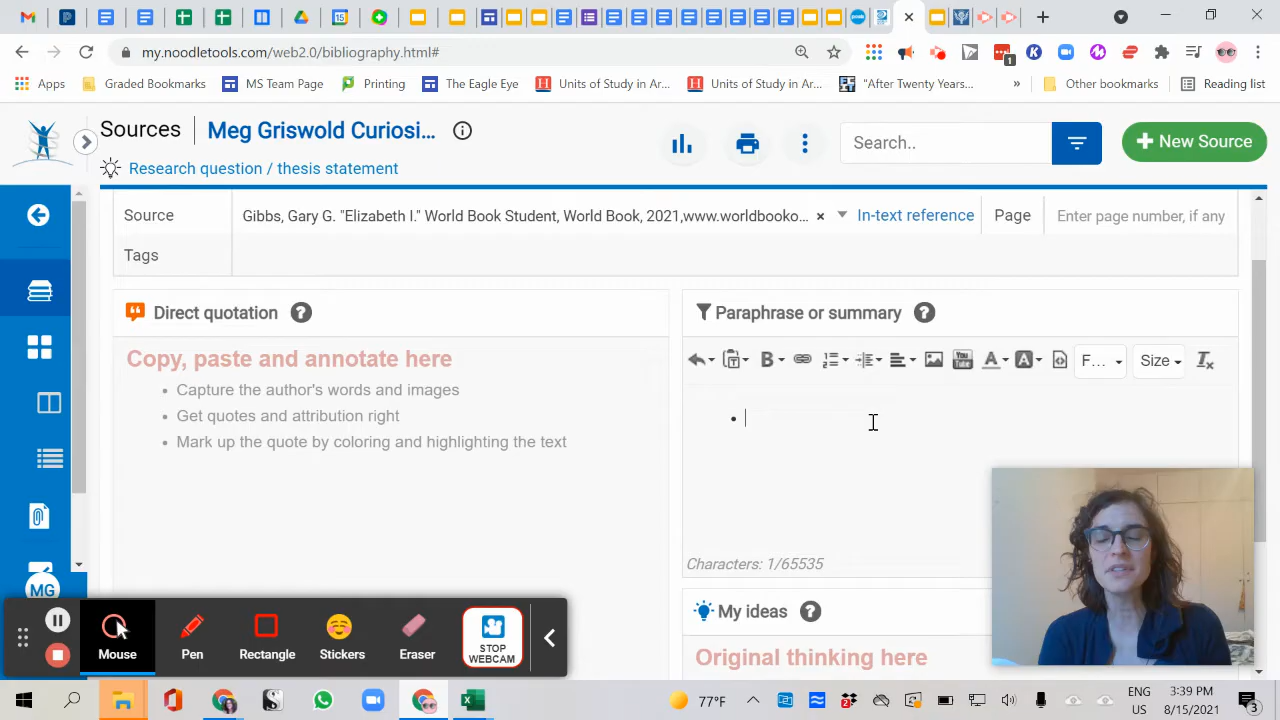 my.noodletools.com/web2.0/bibliography.html#
Apps
Graded Bookmarks
MS Team Page
Printing
The Eagle Eye
Units of Study in Ar...
Units of Study in Ar...
"After Twenty Years...
»
Other bookmarks
Reading list
Sources
Meg Griswold Curiosi...
Search..
New Source
Research question / thesis statement
Source
Gibbs, Gary G. "Elizabeth I." World Book Student, World Book, 2021,www.worldbooko...
In-text reference
Page
Enter page number, if any
Tags
Direct quotation
Paraphrase or summary
Copy, paste and annotate here
• Capture the author's words and images
• Get quotes and attribution right
• Mark up the quote by coloring and highlighting the text
B
A
A
F...
Size
Characters: 1/65535
My ideas
Original thinking here
MG
Mouse
Pen
Rectangle
Stickers
Eraser
STOP
WEBCAM
77°F
ENG
3:39 PM
8/15/2021